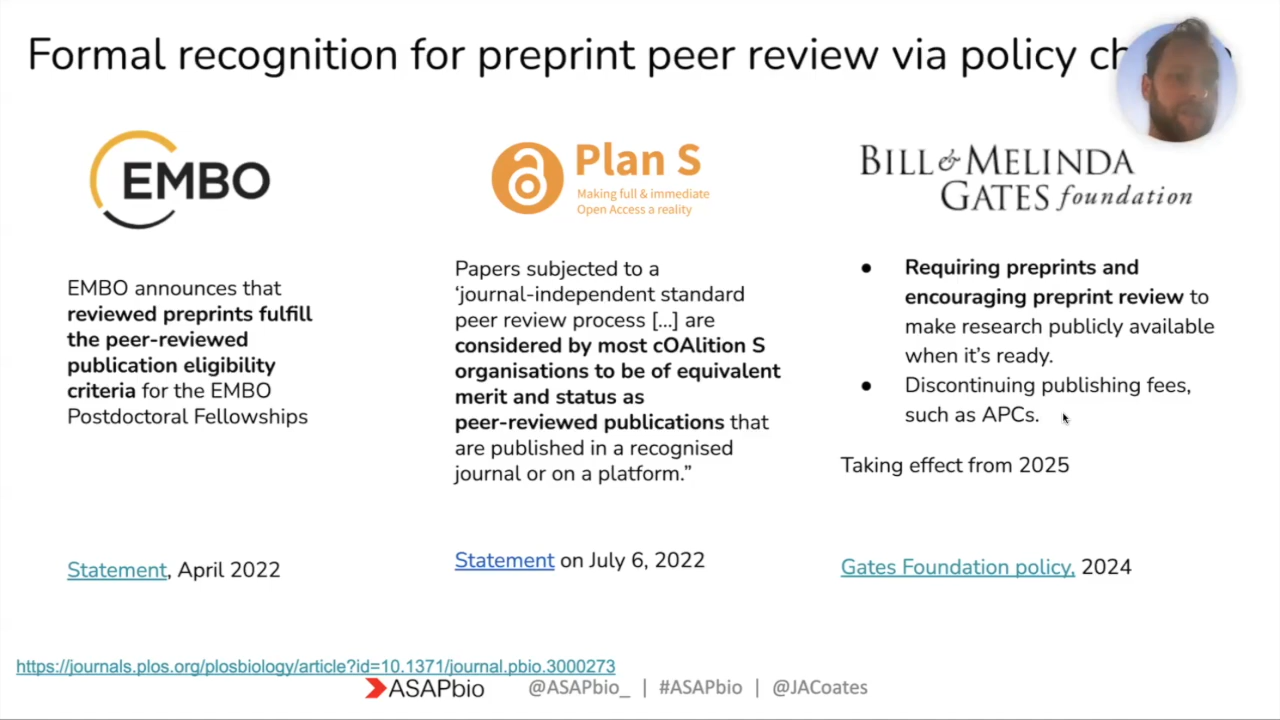 Formal recognition for preprint peer review via policy
EMBO
EMBO announces that
reviewed preprints fulfill
the peer-reviewed
publication eligibility
criteria for the EMBO
Postdoctoral Fellowships
Statement, April 2022
Plan S
Making full & immediate
Open Access a reality
Papers subjected to a
‘journal-independent standard
peer review process [...] are
considered by most cOAlition S
organisations to be of equivalent
merit and status as
peer-reviewed publications that
are published in a recognised
journal or on a platform.”
Statement on July 6, 2022
BILL & MELINDA
GATES foundation
● Requiring preprints and
encouraging preprint review to
make research publicly available
when it’s ready.
● Discontinuing publishing fees,
such as APCs.
Taking effect from 2025
Gates Foundation policy, 2024
https://journals.plos.org/plosbiology/article?id=10.1371/journal.pbio.3000273
ASAPbio @ASAPbio_ | #ASAPbio | @JACoates